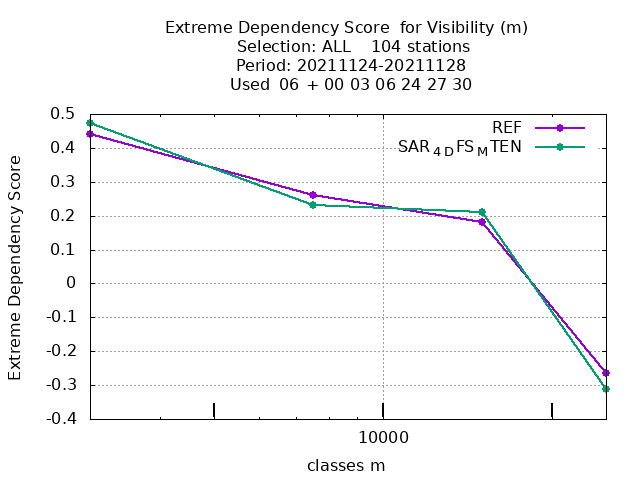 Extreme Dependency Score  for Visibility (m)
Selection: ALL    104 stations
Period: 20211124-20211128
Used  06  + 00 03 06 24 27 30
0.5
0.4
0.3
0.2
0.1
0
-0.1
-0.2
-0.3
-0.4
Extreme Dependency Score
REF
SAR4DFSMTEN
10000
classes m